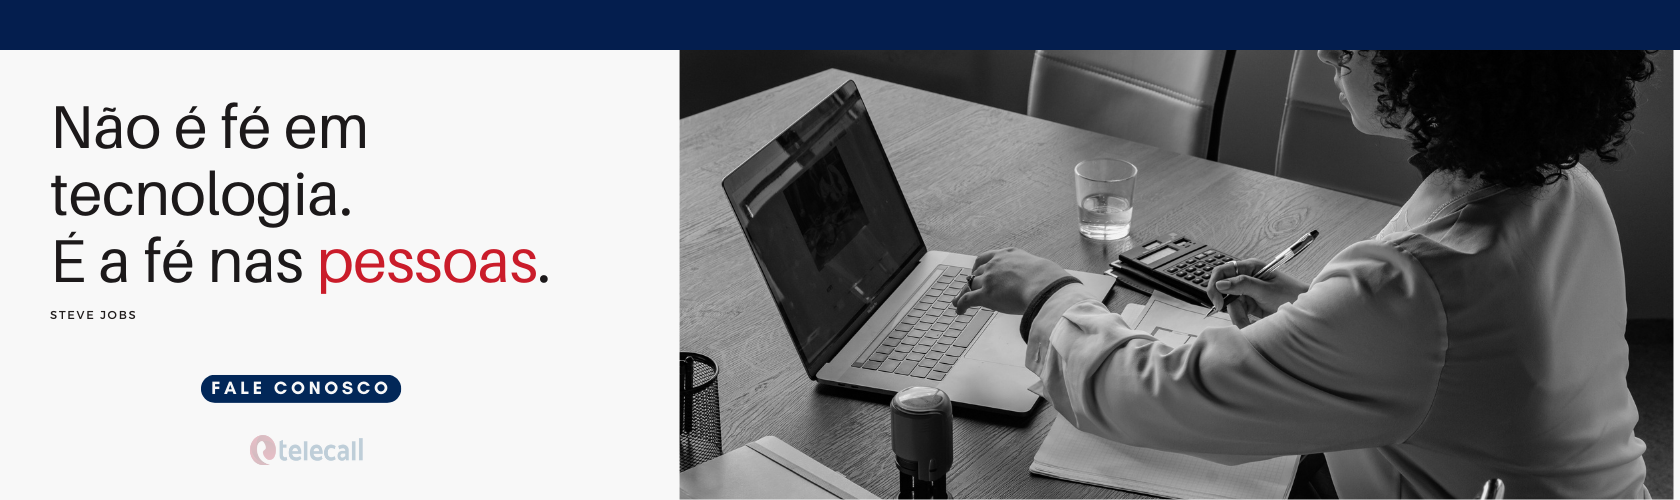 Não é fé em
tecnologia.
É a fé nas pessoas.
STEVE JOBS
FALE CONOSCO
telecall